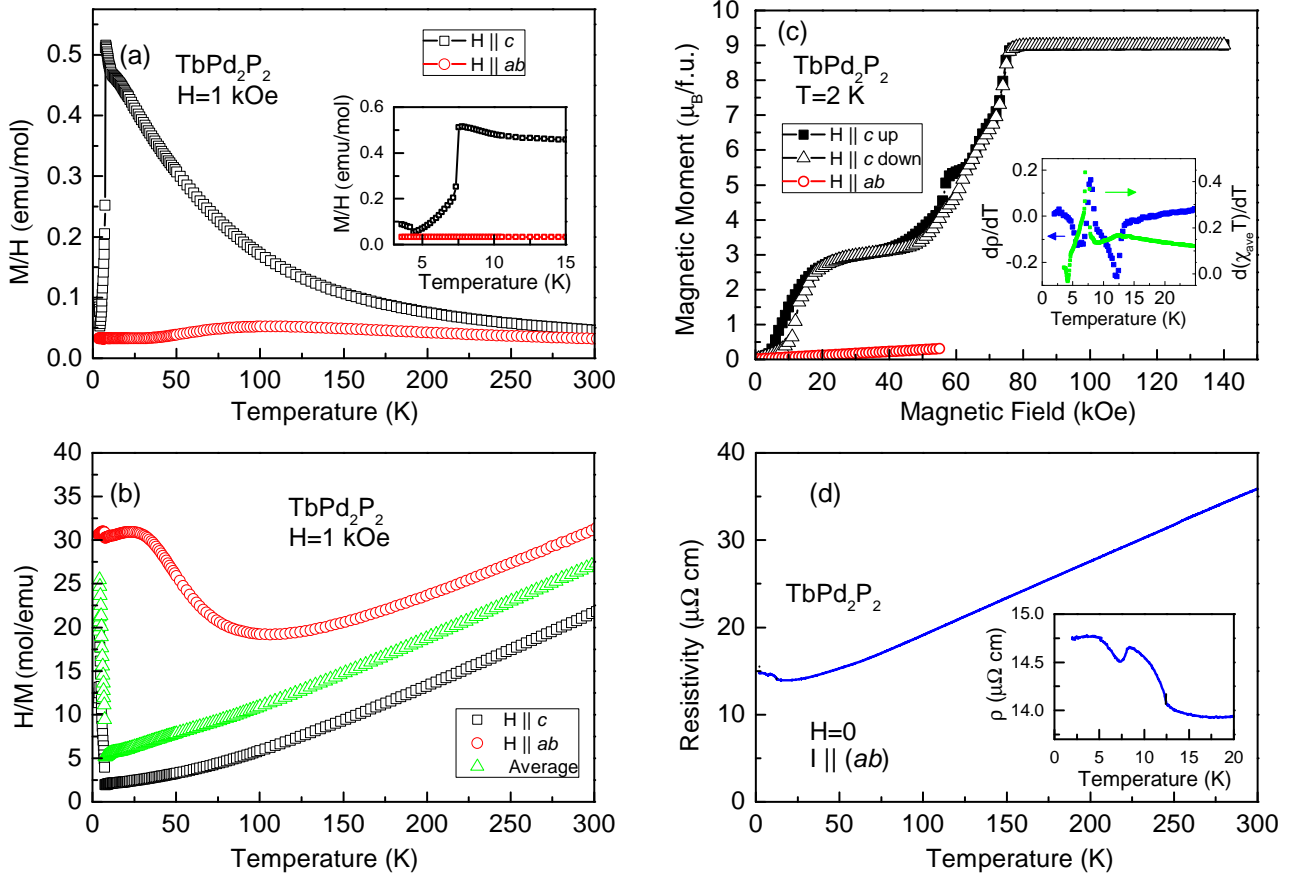 (a)
TbPd2P2
H=1 kOe
H || c
H || ab
M/H (emu/mol)
0.5
0.4
0.3
0.2
0.1
0.0
0 50 100 150 200 250 300
Temperature (K)
M/H (emu/mol)
0.6
0.4
0.2
0.0
5 10 15
Temperature (K)
(c)
TbPd2P2
T=2 K
H || c up
H || c down
H || ab
Magnetic Moment (μB/f.u.)
10
9
8
7
6
5
4
3
2
1
0
0 20 40 60 80 100 120 140
Magnetic Field (kOe)
dρ/dT
0.2
0.0
-0.2
0.4
0.2
0.0
d(χave T)/dT
0 5 10 15 20
Temperature (K)
(b)
TbPd2P2
H=1 kOe
H/M (mol/emu)
40
35
30
25
20
15
10
5
0
H || c
H || ab
Average
0 50 100 150 200 250 300
Temperature (K)
(d)
TbPd2P2
H=0
I || (ab)
Resistivity (μΩ cm)
40
30
20
10
0
0 50 100 150 200 250 300
Temperature (K)
ρ (μΩ cm)
15.0
14.5
14.0
0 5 10 15 20
Temperature (K)